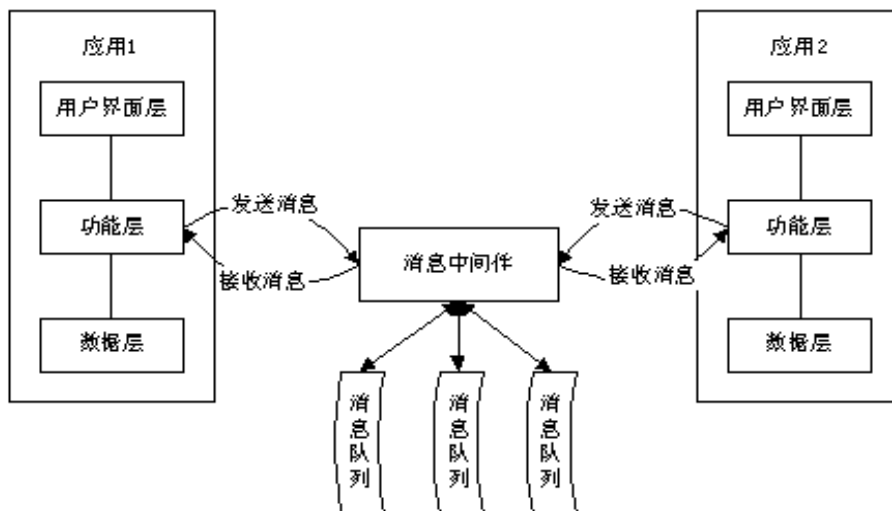 应用1
用户界面层
功能层
数据层
发送消息
接收消息
消息中间件
消息队列
消息队列
消息队列
发送消息
接收消息
应用2
用户界面层
功能层
数据层